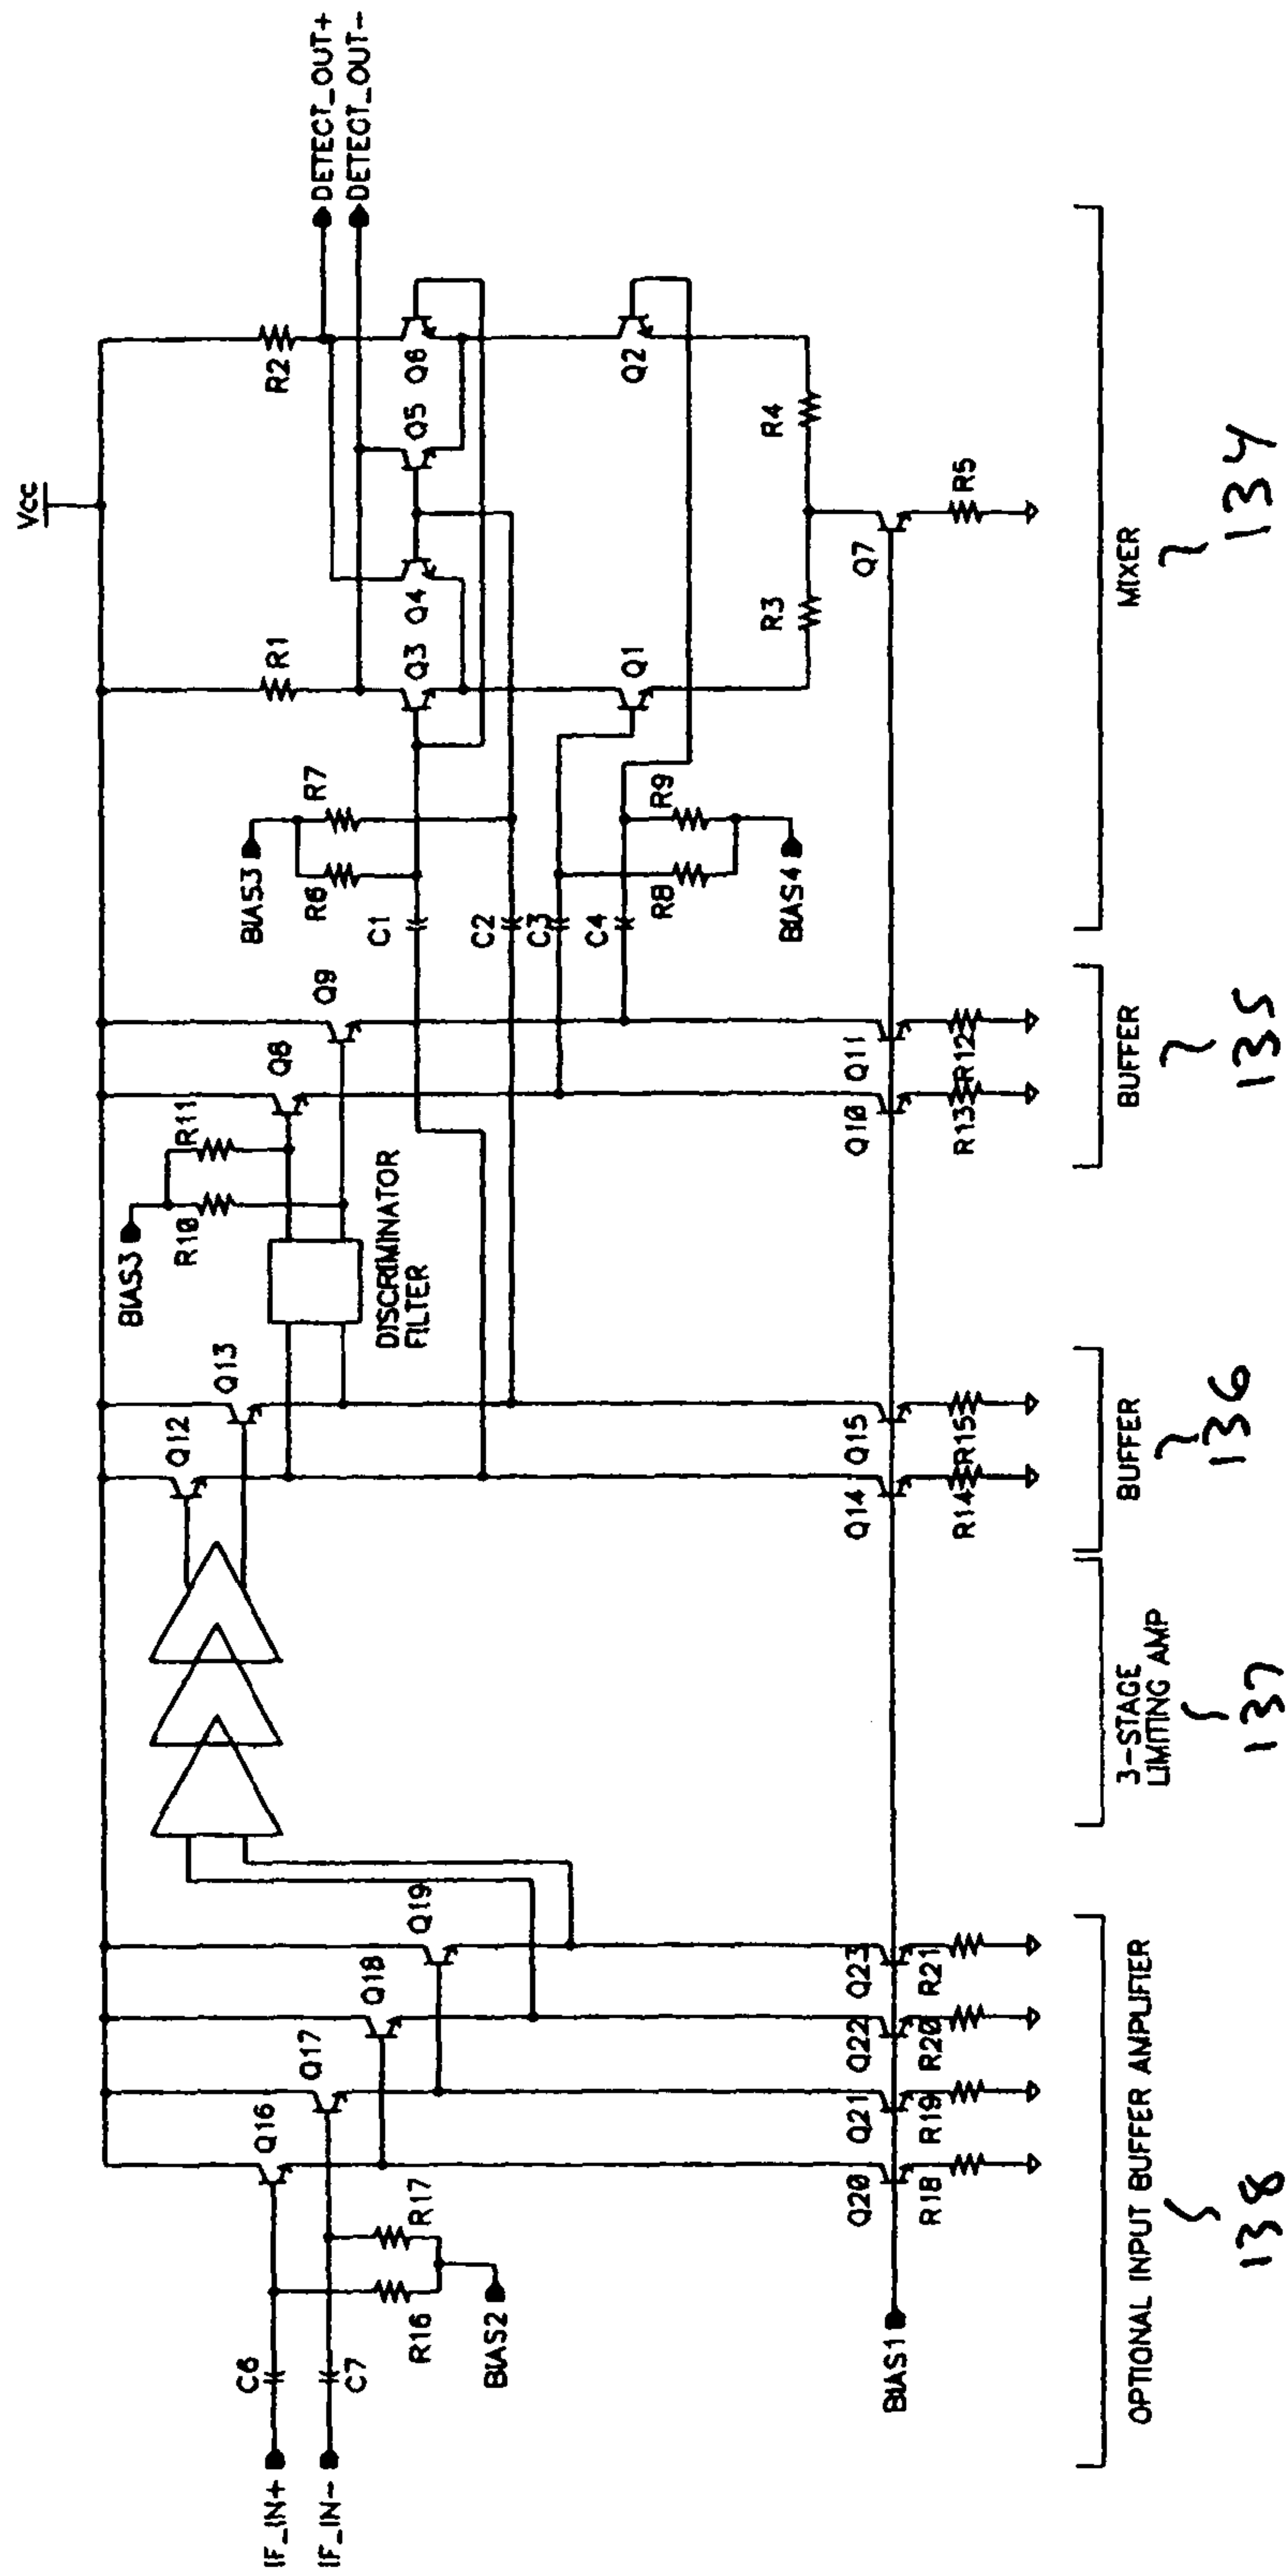 Vcc
IF_IN+
IF_IN-
C6
C7
R16
R17
BIAS2
Q16
Q17
Q18
Q19
Q20
Q21
Q22
Q23
R18
R19
R20
R21
BIAS1
Q12
Q13
Q14
Q15
R14
R15
DISCRIMINATOR
FILTER
BIAS3
R10
R11
Q8
Q9
Q10
Q11
R13
R12
BIAS3
R6
R7
C1
C2
C3
C4
R8
R9
BIAS4
R1
R2
DETECT_OUT+
DETECT_OUT-
Q3
Q4
Q5
Q6
Q1
Q2
R3
R4
Q7
R5
OPTIONAL INPUT BUFFER AMPLIFIER
138
3-STAGE
LIMITING AMP
137
BUFFER
136
BUFFER
135
MIXER
134